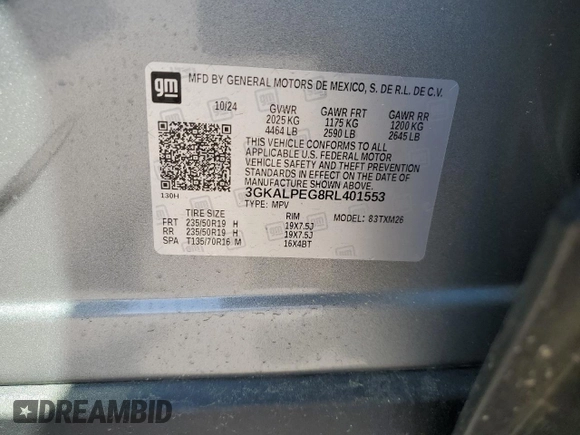 gm
MFD BY GENERAL MOTORS DE MEXICO, S. DE R.L. DE C.V.
10/24 GVWR GAWR FRT GAWR RR
2025 KG 1175 KG 1200 KG
4464 LB 2590 LB 2645 LB
THIS VEHICLE CONFORMS TO ALL
APPLICABLE U.S. FEDERAL MOTOR
VEHICLE SAFETY AND THEFT PREVENTION
STANDARDS IN EFFECT ON THE DATE OF
MANUFACTURE SHOWN ABOVE.
130H 3GKALPEG8RL401553
TYPE: MPV MODEL: 83TXM26
TIRE SIZE RIM
FRT 235/50R19 H 19X7.5J
RR 235/50R19 H 19X7.5J
SPA T135/70R16 M 16X4BT
DREAMBID